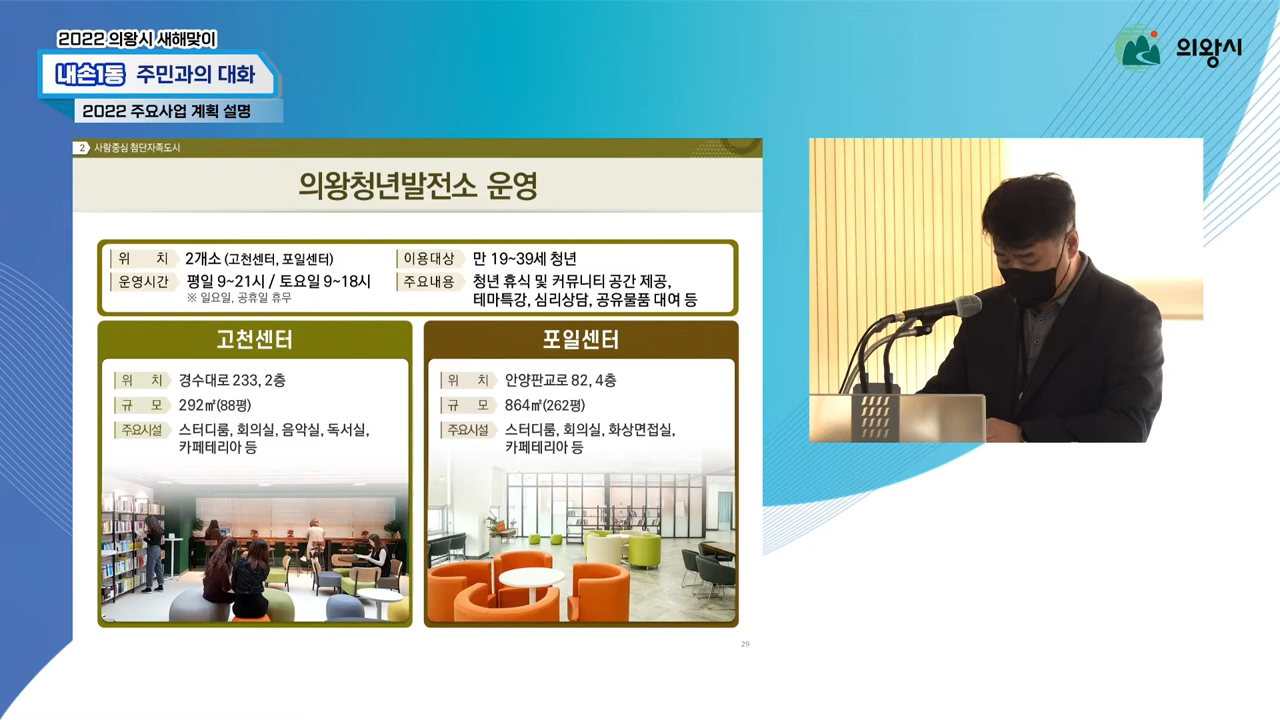 2022 의왕시 새해맞이
내손1동 주민과의 대화
2022 주요사업 계획 설명
의왕시
2 사람중심 첨단자족도시
의왕청년발전소 운영
위 치 2개소 (고천센터, 포일센터)
운영시간 평일 9~21시 / 토요일 9~18시
※ 일요일, 공휴일 휴무
이용대상 만 19~39세 청년
주요내용 청년 휴식 및 커뮤니티 공간 제공,
테마특강, 심리상담, 공유물품 대여 등
고천센터
위 치 경수대로 233, 2층
규 모 292㎡(88평)
주요시설 스터디룸, 회의실, 음악실, 독서실,
카페테리아 등
포일센터
위 치 안양판교로 82, 4층
규 모 864㎡(262평)
주요시설 스터디룸, 회의실, 화상면접실,
카페테리아 등
29